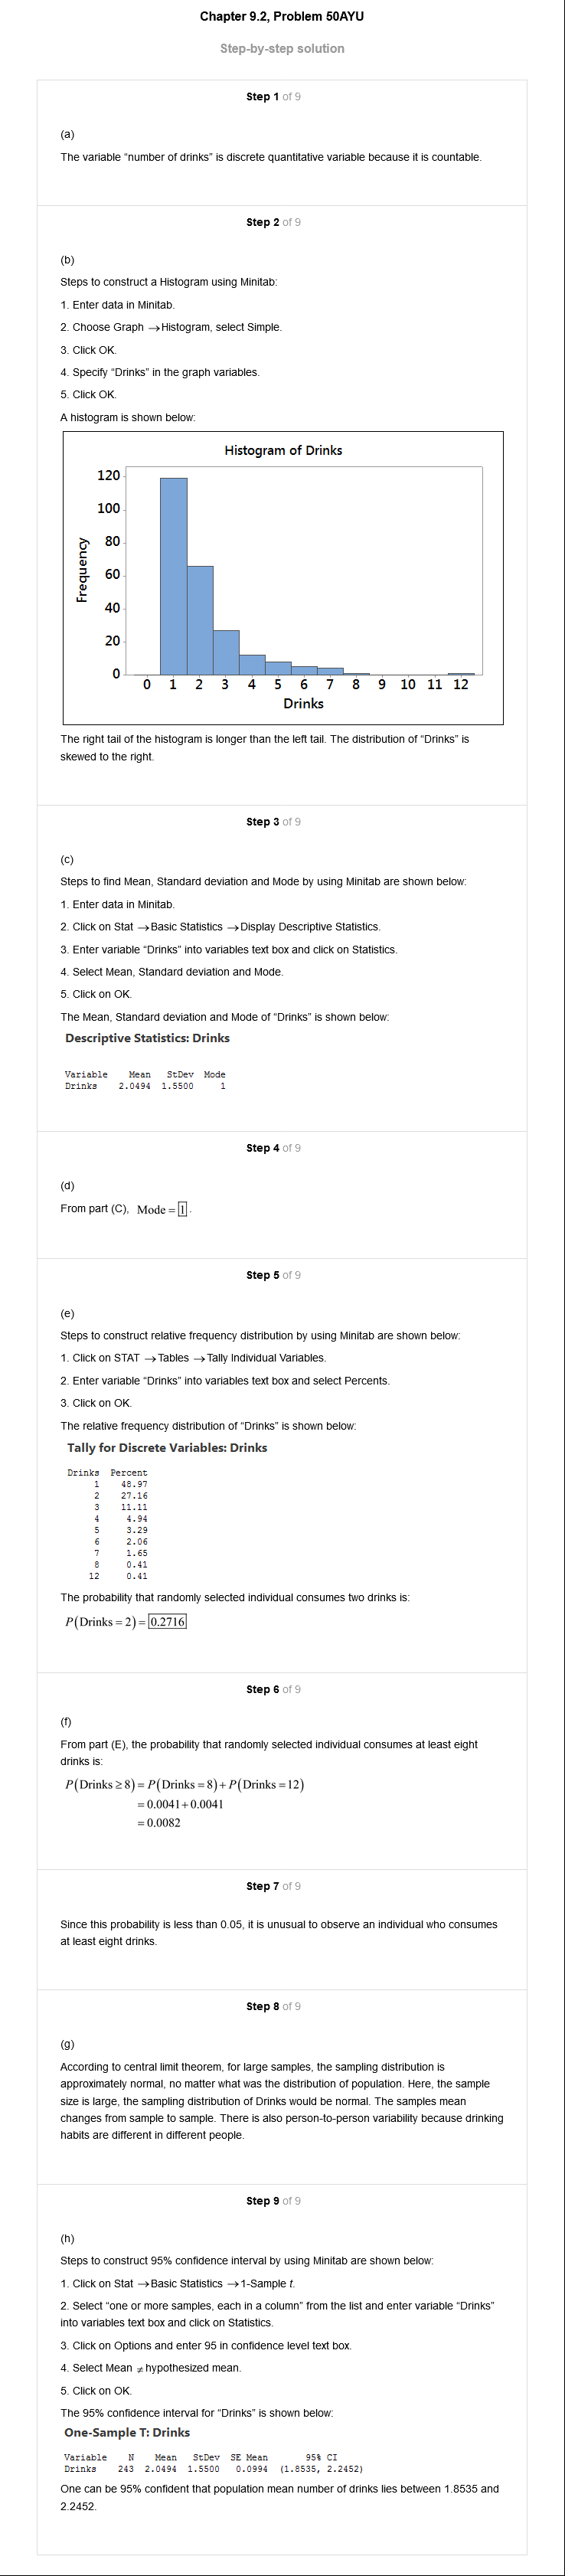 Chapter 9.2, Problem 50AYU
Step-by-step solution
Step 1 of 9
(a)
The variable "number of drinks" is discrete quantitative variable because it is countable.
Step 2 of 9
(b)
Steps to construct a Histogram using Minitab:
1. Enter data in Minitab.
2. Choose Graph →Histogram, select Simple.
3. Click OK.
4. Specify "Drinks" in the graph variables.
5. Click OK.
A histogram is shown below:
Histogram of Drinks
120
100
80
60
40
20
0
Frequency
0 1 2 3 4 5 6 7 8 9 10 11 12
Drinks
The right tail of the histogram is longer than the left tail. The distribution of "Drinks" is
skewed to the right.
Step 3 of 9
(c)
Steps to find Mean, Standard deviation and Mode by using Minitab are shown below:
1. Enter data in Minitab.
2. Click on Stat →Basic Statistics →Display Descriptive Statistics.
3. Enter variable "Drinks" into variables text box and click on Statistics.
4. Select Mean, Standard deviation and Mode.
5. Click on OK.
The Mean, Standard deviation and Mode of "Drinks" is shown below:
Descriptive Statistics: Drinks
Variable Mean StDev Mode
Drinks 2.0494 1.5500 1
Step 4 of 9
(d)
From part (C), Mode = 1.
Step 5 of 9
(e)
Steps to construct relative frequency distribution by using Minitab are shown below:
1. Click on STAT →Tables →Tally Individual Variables.
2. Enter variable "Drinks" into variables text box and select Percents.
3. Click on OK.
The relative frequency distribution of "Drinks" is shown below:
Tally for Discrete Variables: Drinks
Drinks Percent
1 48.97
2 27.16
3 11.11
4 4.94
5 3.29
6 2.06
7 1.65
8 0.41
12 0.41
The probability that randomly selected individual consumes two drinks is:
P(Drinks = 2) = 0.2716
Step 6 of 9
(f)
From part (E), the probability that randomly selected individual consumes at least eight
drinks is:
P(Drinks ≥ 8) = P(Drinks = 8) + P(Drinks = 12)
= 0.0041 + 0.0041
= 0.0082
Step 7 of 9
Since this probability is less than 0.05, it is unusual to observe an individual who consumes
at least eight drinks.
Step 8 of 9
(g)
According to central limit theorem, for large samples, the sampling distribution is
approximately normal, no matter what was the distribution of population. Here, the sample
size is large, the sampling distribution of Drinks would be normal. The samples mean
changes from sample to sample. There is also person-to-person variability because drinking
habits are different in different people.
Step 9 of 9
(h)
Steps to construct 95% confidence interval by using Minitab are shown below:
1. Click on Stat →Basic Statistics →1-Sample t.
2. Select "one or more samples, each in a column" from the list and enter variable "Drinks"
into variables text box and click on Statistics.
3. Click on Options and enter 95 in confidence level text box.
4. Select Mean ≠ hypothesized mean.
5. Click on OK.
The 95% confidence interval for "Drinks" is shown below:
One-Sample T: Drinks
Variable N Mean StDev SE Mean 95% CI
Drinks 243 2.0494 1.5500 0.0994 (1.8535, 2.2452)
One can be 95% confident that population mean number of drinks lies between 1.8535 and
2.2452.